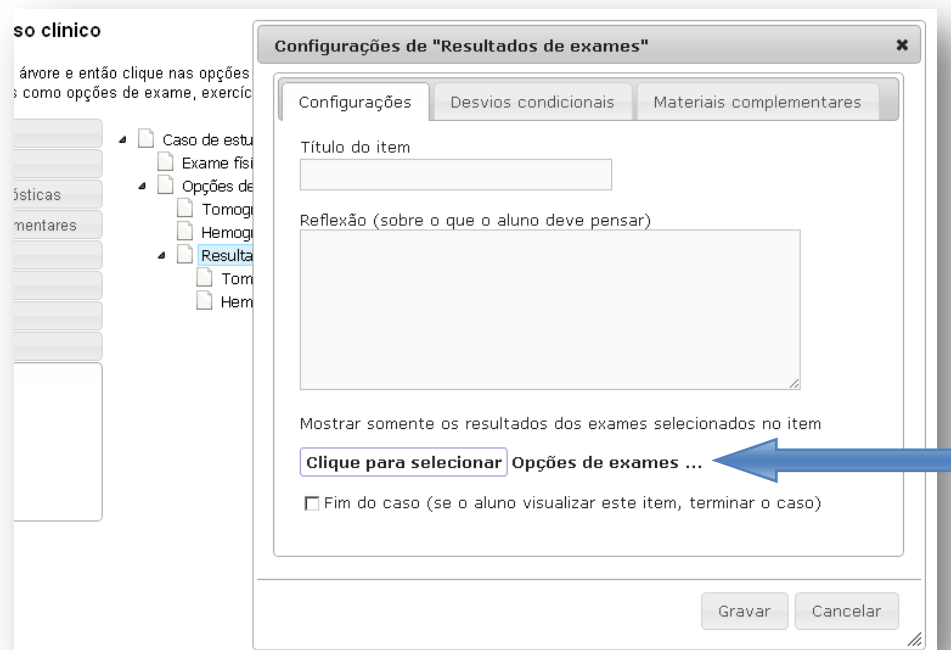 so clínico
árvore e então clique nas opções
como opções de exame, exercíc
ósticas
mentares
Caso de estu
Exame físi
Opções de
Tomogr
Hemogr
Resulta
Tom
Hem
Configurações de "Resultados de exames"
Configurações Desvios condicionais Materiais complementares
Título do item
Reflexão (sobre o que o aluno deve pensar)
Mostrar somente os resultados dos exames selecionados no item
Clique para selecionar Opções de exames ...
Fim do caso (se o aluno visualizar este item, terminar o caso)
Gravar Cancelar